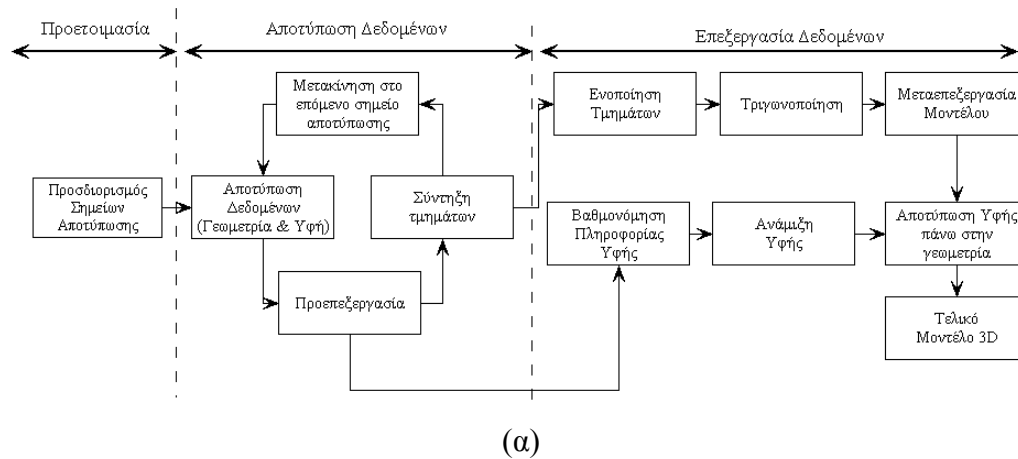 Προετοιμασία
Αποτύπωση Δεδομένων
Επεξεργασία Δεδομένων
Μετακίνηση στο
επόμενο σημείο
αποτύπωσης
Ενοποίηση
Τμημάτων
Τριγωνοποίηση
Μεταεπεξεργασία
Μοντέλου
Προσδιορισμός
Σημείων
Αποτύπωσης
Αποτύπωση
Δεδομένων
(Γεωμετρία & Υφή)
Σύντηξη
τμημάτων
Βαθμονόμηση
Πληροφορίας
Υφής
Ανάμιξη
Υφής
Αποτύπωση Υφής
πάνω στην
γεωμετρία
Προεπεξεργασία
Τελικό
Μοντέλο 3D
(α)